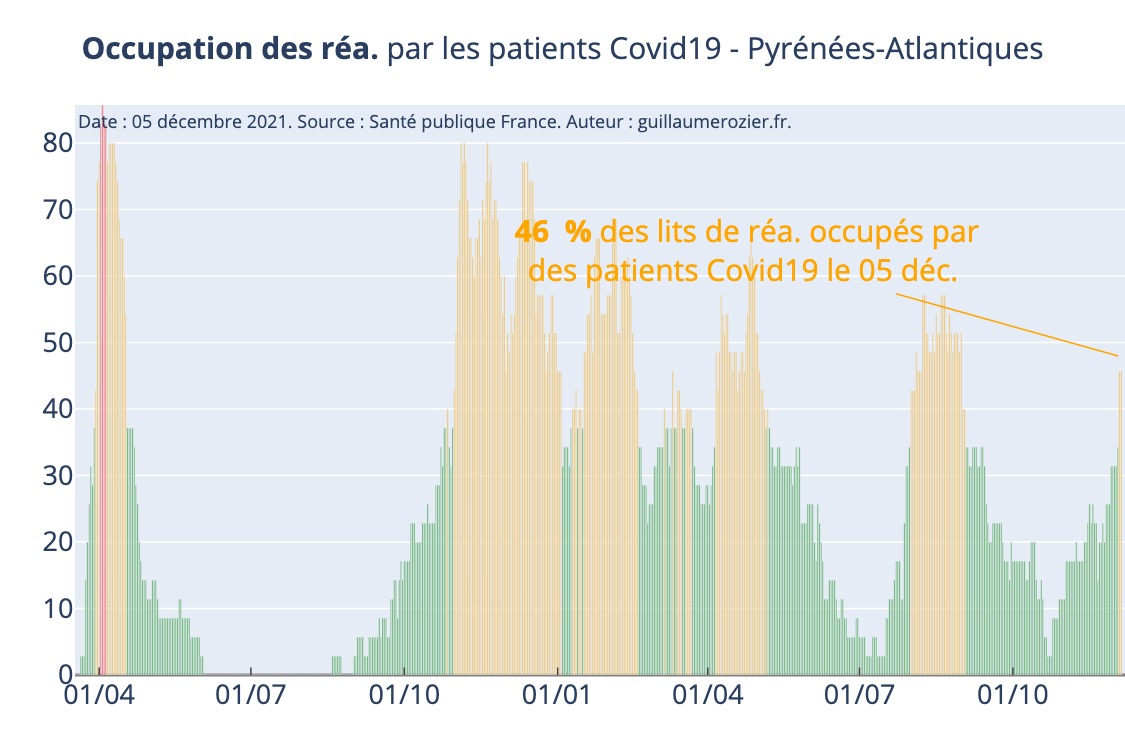 Occupation des réa. par les patients Covid19 - Pyrénées-Atlantiques
Date : 05 décembre 2021. Source : Santé publique France. Auteur : guillaumerozier.fr.
80
70
46 % des lits de réa. occupés par
des patients Covid19 le 05 déc.
60
50
40
30
20
10
0
01/04 01/07 01/10 01/01 01/04 01/07 01/10